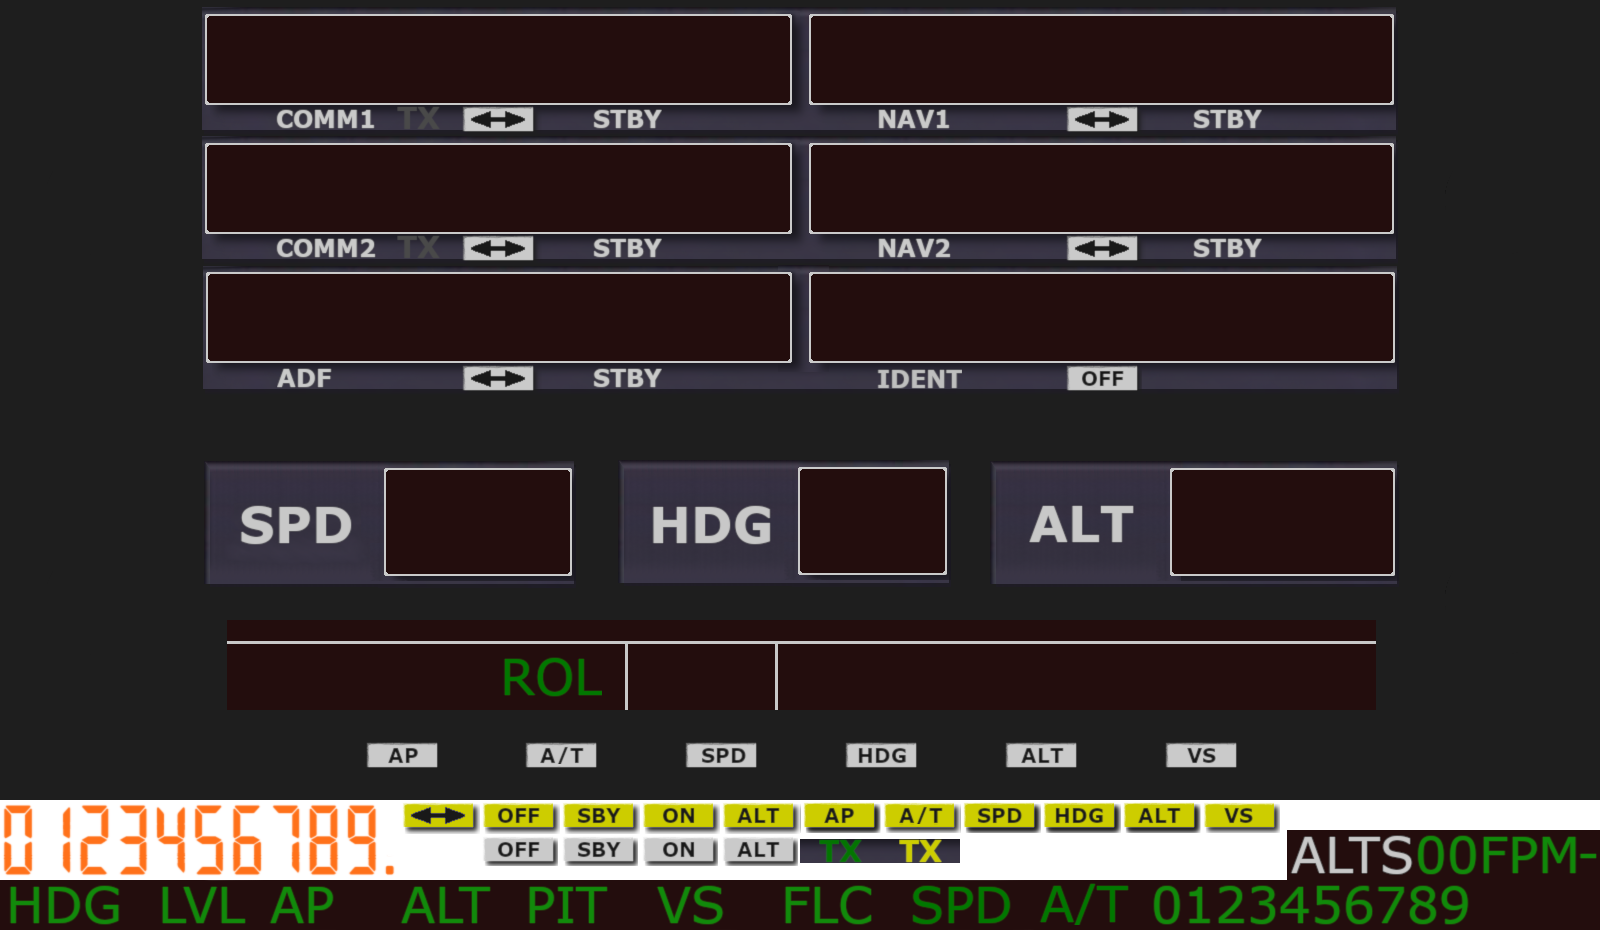 COMM1 TX STBY NAV1 STBY
COMM2 TX STBY NAV2 STBY
ADF STBY IDENT OFF
SPD HDG ALT
ROL
AP A/T SPD HDG ALT VS
0123456789. OFF SBY ON ALT AP A/T SPD HDG ALT VS
OFF SBY ON ALT TX TX ALTS00FPM-
HDG LVL AP ALT PIT VS FLC SPD A/T 0123456789